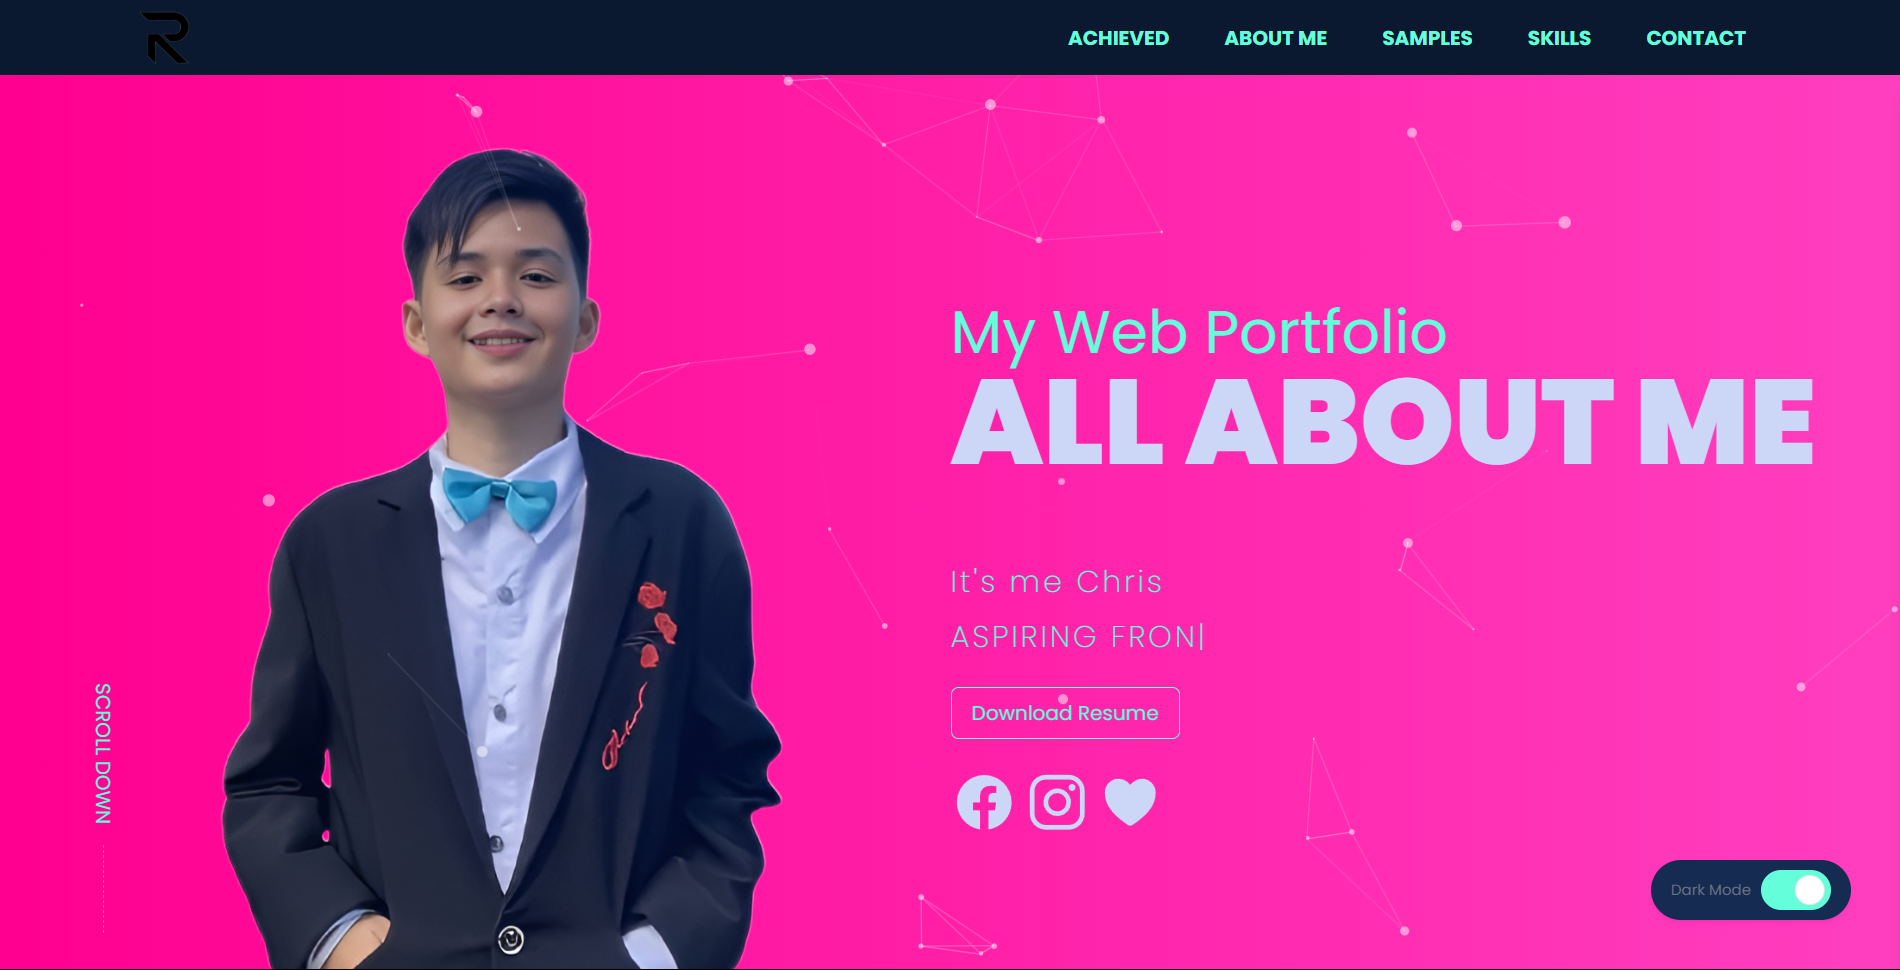 R
ACHIEVED ABOUT ME SAMPLES SKILLS CONTACT
My Web Portfolio
ALL ABOUT ME
It's me Chris
ASPIRING FRON|
Download Resume
SCROLL DOWN
Dark Mode